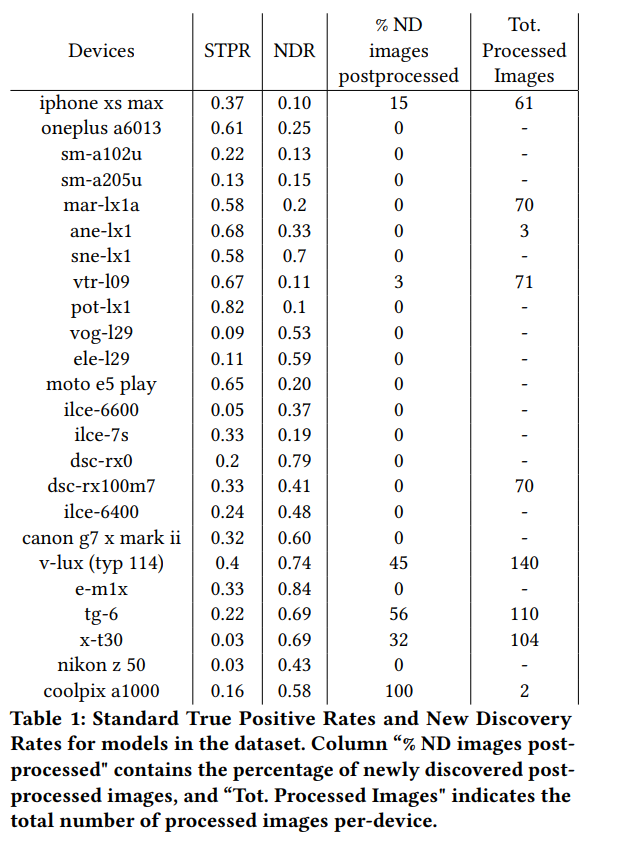 Devices STPR NDR % ND images postprocessed Tot. Processed Images
iphone xs max 0.37 0.10 15 61
oneplus a6013 0.61 0.25 0 -
sm-a102u 0.22 0.13 0 -
sm-a205u 0.13 0.15 0 -
mar-lx1a 0.58 0.2 0 70
ane-lx1 0.68 0.33 0 3
sne-lx1 0.58 0.7 0 -
vtr-l09 0.67 0.11 3 71
pot-lx1 0.82 0.1 0 -
vog-l29 0.09 0.53 0 -
ele-l29 0.11 0.59 0 -
moto e5 play 0.65 0.20 0 -
ilce-6600 0.05 0.37 0 -
ilce-7s 0.33 0.19 0 -
dsc-rx0 0.2 0.79 0 -
dsc-rx100m7 0.33 0.41 0 70
ilce-6400 0.24 0.48 0 -
canon g7 x mark ii 0.32 0.60 0 -
v-lux (typ 114) 0.4 0.74 45 140
e-m1x 0.33 0.84 0 -
tg-6 0.22 0.69 56 110
x-t30 0.03 0.69 32 104
nikon z 50 0.03 0.43 0 -
coolpix a1000 0.16 0.58 100 2
Table 1: Standard True Positive Rates and New Discovery
Rates for models in the dataset. Column “% ND images post-
processed" contains the percentage of newly discovered post-
processed images, and “Tot. Processed Images" indicates the
total number of processed images per-device.